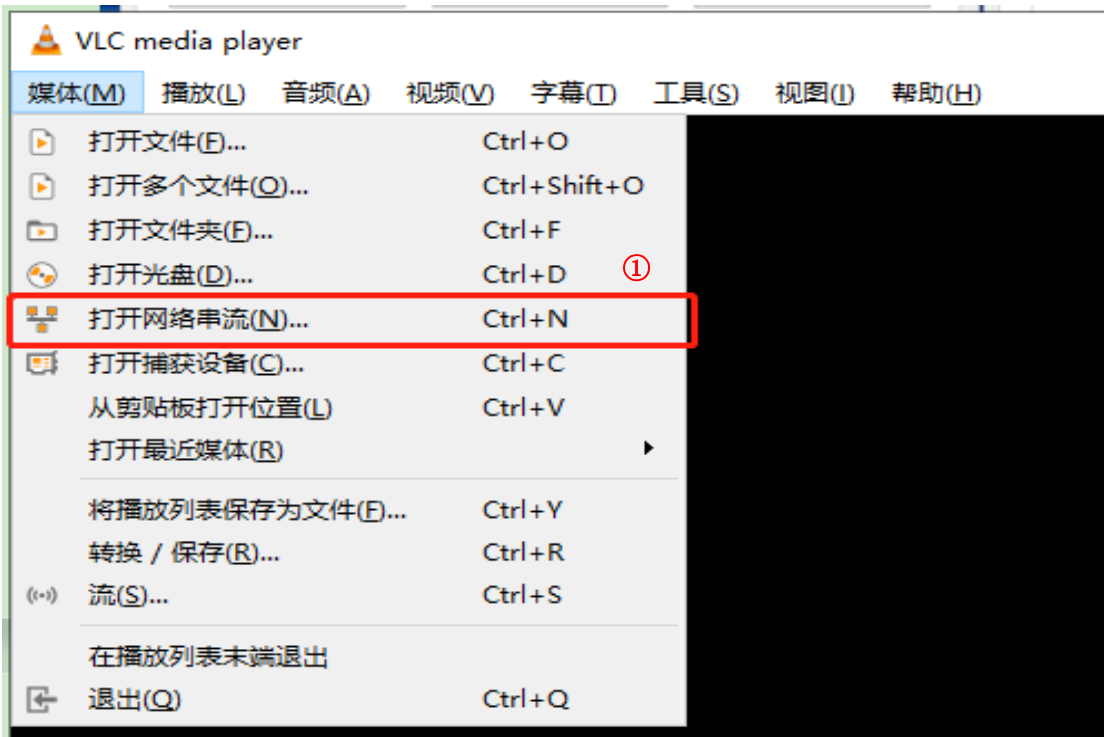 VLC media player
媒体(M) 播放(L) 音频(A) 视频(V) 字幕(T) 工具(S) 视图(I) 帮助(H)
打开文件(F)... Ctrl+O
打开多个文件(O)... Ctrl+Shift+O
打开文件夹(F)... Ctrl+F
打开光盘(D)... Ctrl+D ①
打开网络串流(N)... Ctrl+N
打开捕获设备(C)... Ctrl+C
从剪贴板打开位置(L) Ctrl+V
打开最近媒体(R)
将播放列表保存为文件(F)... Ctrl+Y
转换 / 保存(R)... Ctrl+R
流(S)... Ctrl+S
在播放列表末端退出
退出(Q) Ctrl+Q